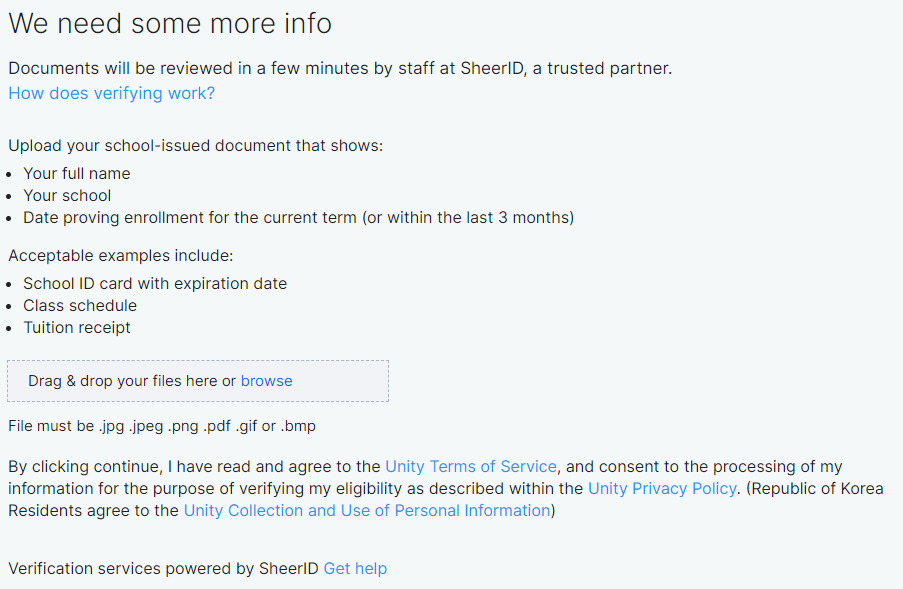 We need some more info
Documents will be reviewed in a few minutes by staff at SheerID, a trusted partner.
How does verifying work?
Upload your school-issued document that shows:
• Your full name
• Your school
• Date proving enrollment for the current term (or within the last 3 months)
Acceptable examples include:
• School ID card with expiration date
• Class schedule
• Tuition receipt
Drag & drop your files here or browse
File must be .jpg .jpeg .png .pdf .gif or .bmp
By clicking continue, I have read and agree to the Unity Terms of Service, and consent to the processing of my
information for the purpose of verifying my eligibility as described within the Unity Privacy Policy. (Republic of Korea
Residents agree to the Unity Collection and Use of Personal Information)
Verification services powered by SheerID Get help